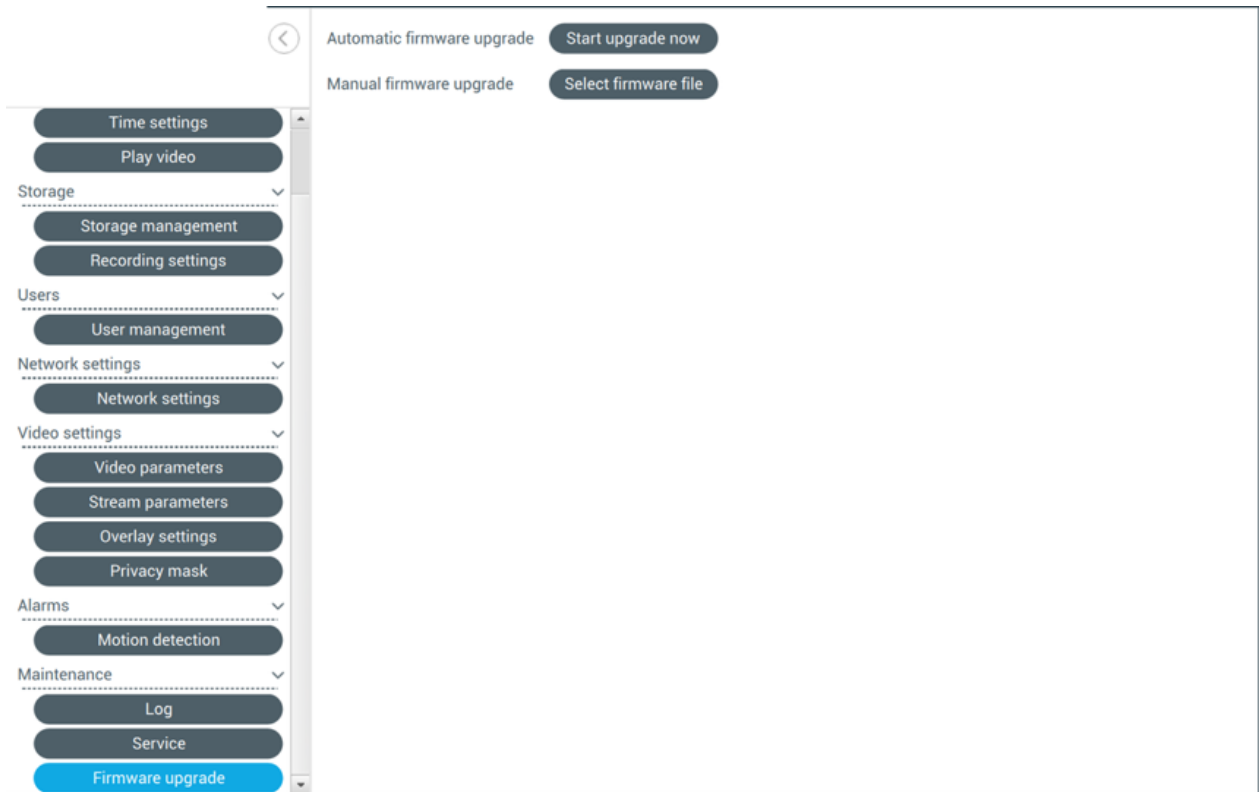 Automatic firmware upgrade Start upgrade now
Manual firmware upgrade Select firmware file
Time settings
Play video
Storage
Storage management
Recording settings
Users
User management
Network settings
Network settings
Video settings
Video parameters
Stream parameters
Overlay settings
Privacy mask
Alarms
Motion detection
Maintenance
Log
Service
Firmware upgrade